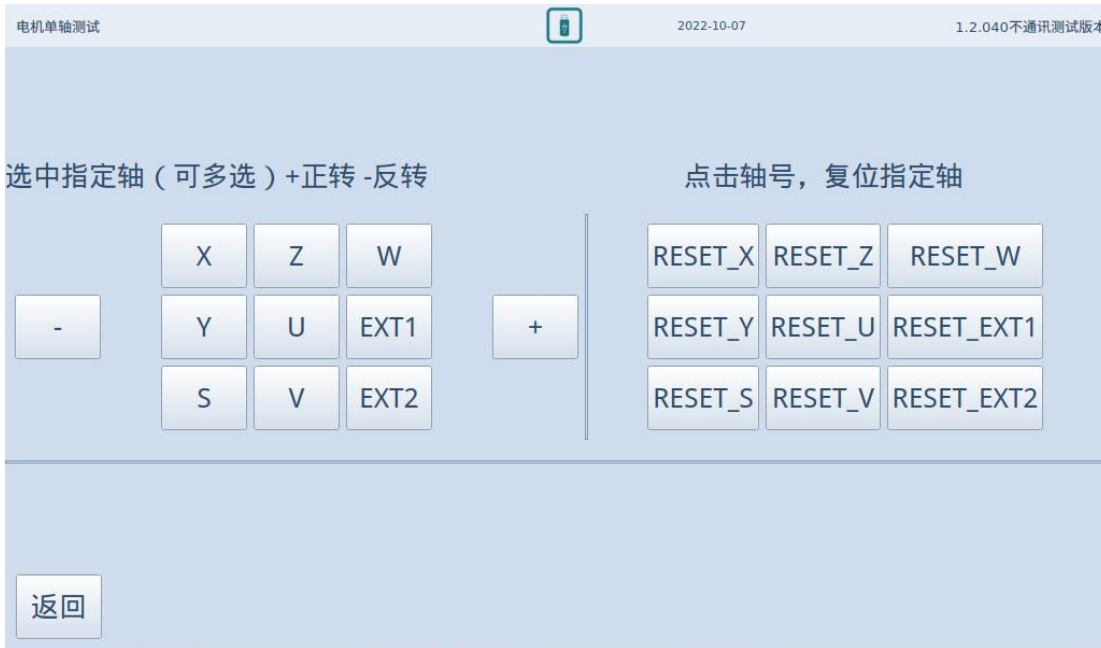 电机单轴测试
2022-10-07
1.2.040不通讯测试版本
选中指定轴（可多选）+正转 -反转
点击轴号，复位指定轴
X Z W
RESET_X RESET_Z RESET_W
- Y U EXT1 +
RESET_Y RESET_U RESET_EXT1
S V EXT2
RESET_S RESET_V RESET_EXT2
返回